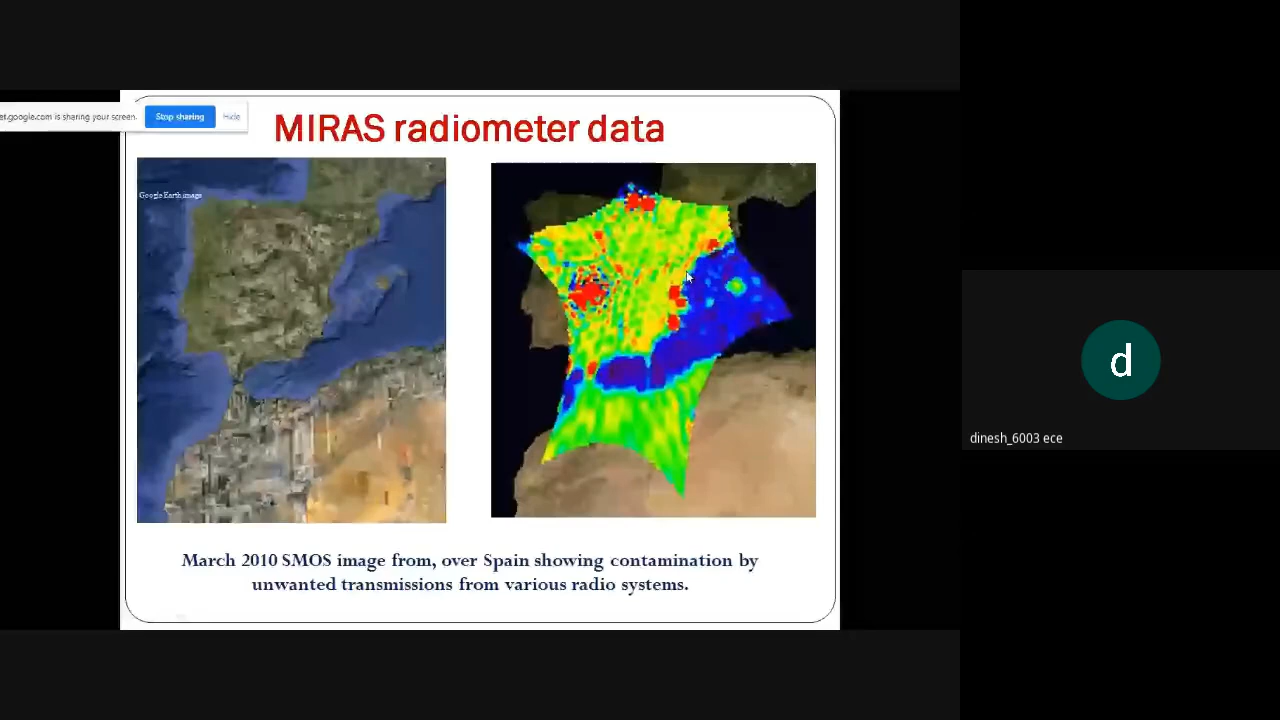 et.google.com is sharing your screen.
Stop sharing
Hide
MIRAS radiometer data
Google Earth image
March 2010 SMOS image from, over Spain showing contamination by
unwanted transmissions from various radio systems.
d
dinesh_6003 ece